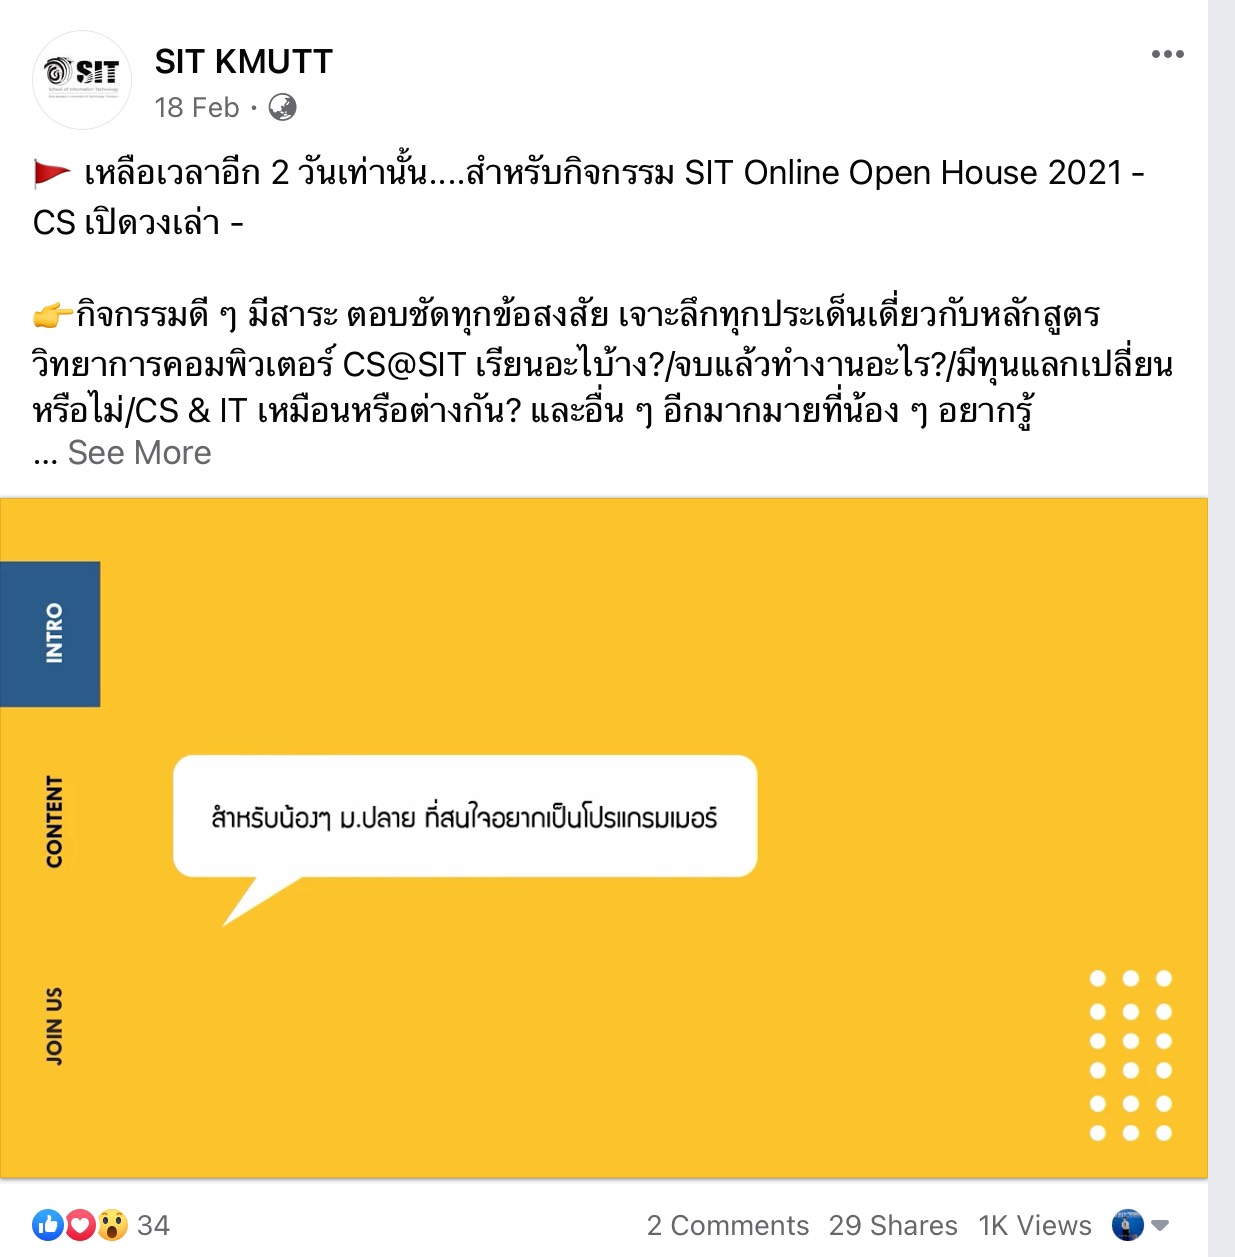 SIT
SIT KMUTT
18 Feb ·
🚩 เหลือเวลาอีก 2 วันเท่านั้น....สำหรับกิจกรรม SIT Online Open House 2021 -
CS เปิดวงเล่า -
👉กิจกรรมดี ๆ มีสาระ ตอบชัดทุกข้อสงสัย เจาะลึกทุกประเด็นเดี่ยวกับหลักสูตร
วิทยาการคอมพิวเตอร์ CS@SIT เรียนอะไบ้าง?/จบแล้วทำงานอะไร?/มีทุนแลกเปลี่ยน
หรือไม่/CS & IT เหมือนหรือต่างกัน? และอื่น ๆ อีกมากมายที่น้อง ๆ อยากรู้
... See More
INTRO
CONTENT
JOIN US
สำหรับน้องๆ ม.ปลาย ที่สนใจอยากเป็นโปรแกรมเมอร์
34
2 Comments 29 Shares 1K Views